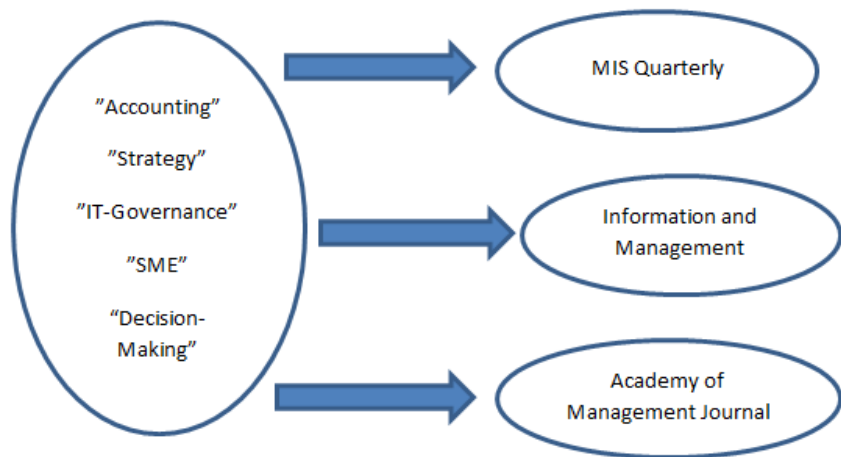 ”Accounting”
”Strategy”
”IT-Governance”
”SME”
“Decision-
Making”
MIS Quarterly
Information and
Management
Academy of
Management Journal